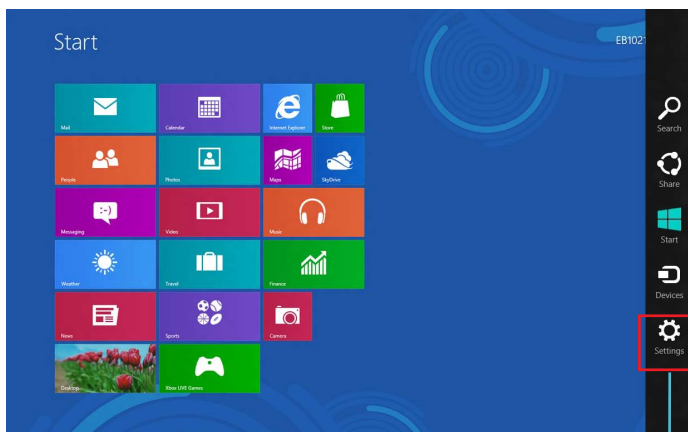 Start
EB1021
Mail
Calendar
Internet Explorer
Store
People
Photos
Maps
SkyDrive
Messaging
:-)
Video
Music
Weather
Travel
Finance
News
Sports
Camera
Desktop
Xbox LIVE Games
Search
Share
Start
Devices
Settings